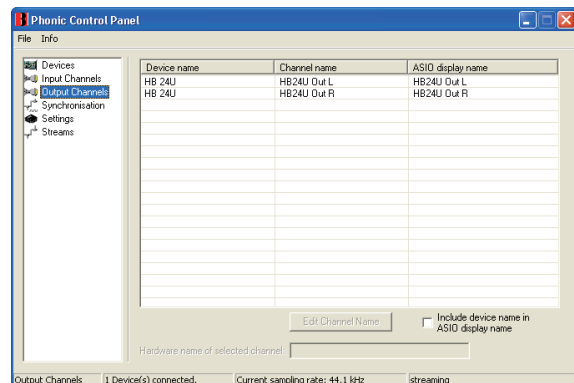 Phonic Control Panel
File Info
Devices
Input Channels
Output Channels
Synchronisation
Settings
Streams
Device name Channel name ASIO display name
HB 24U HB24U Out L HB24U Out L
HB 24U HB24U Out R HB24U Out R
Edit Channel Name
Include device name in
ASIO display name
Hardware name of selected channel:
Output Channels 1 Device(s) connected. Current sampling rate: 44.1 kHz streaming